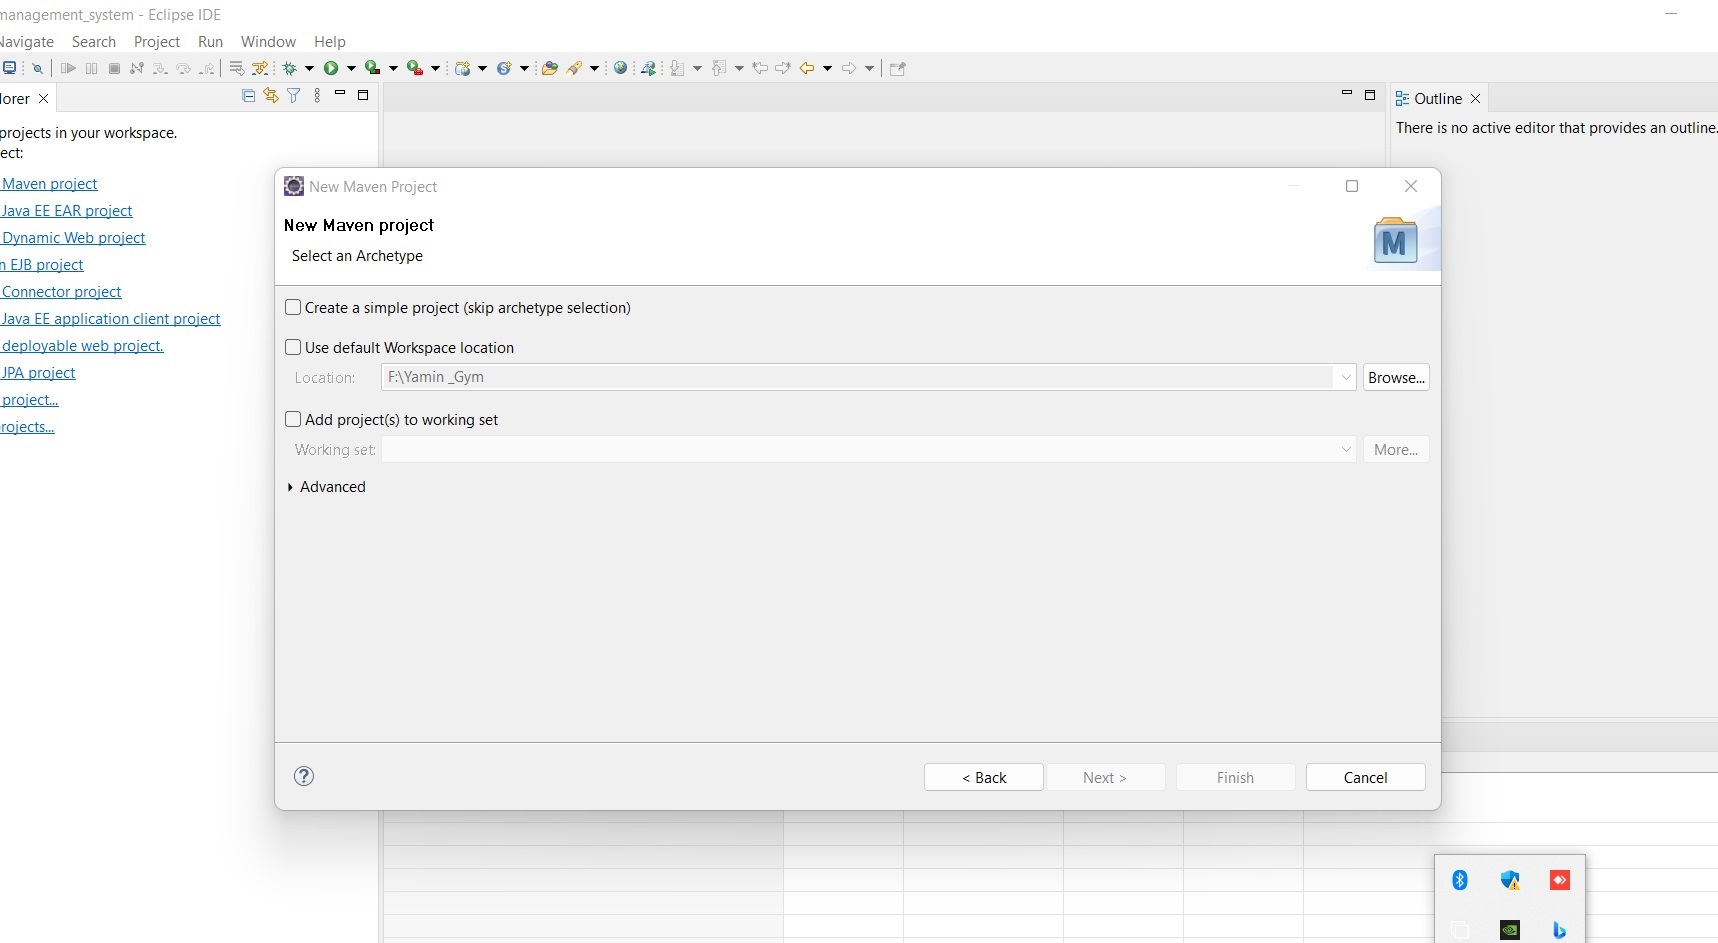 management_system - Eclipse IDE
Navigate Search Project Run Window Help
lorer
Outline
projects in your workspace.
ect:
There is no active editor that provides an outline.
Maven project
Java EE EAR project
Dynamic Web project
n EJB project
Connector project
Java EE application client project
deployable web project.
JPA project
project...
rojects...
New Maven Project
New Maven project
Select an Archetype
M
Create a simple project (skip archetype selection)
Use default Workspace location
Location: F:\Yamin _Gym Browse...
Add project(s) to working set
Working set: More...
Advanced
? < Back Next > Finish Cancel